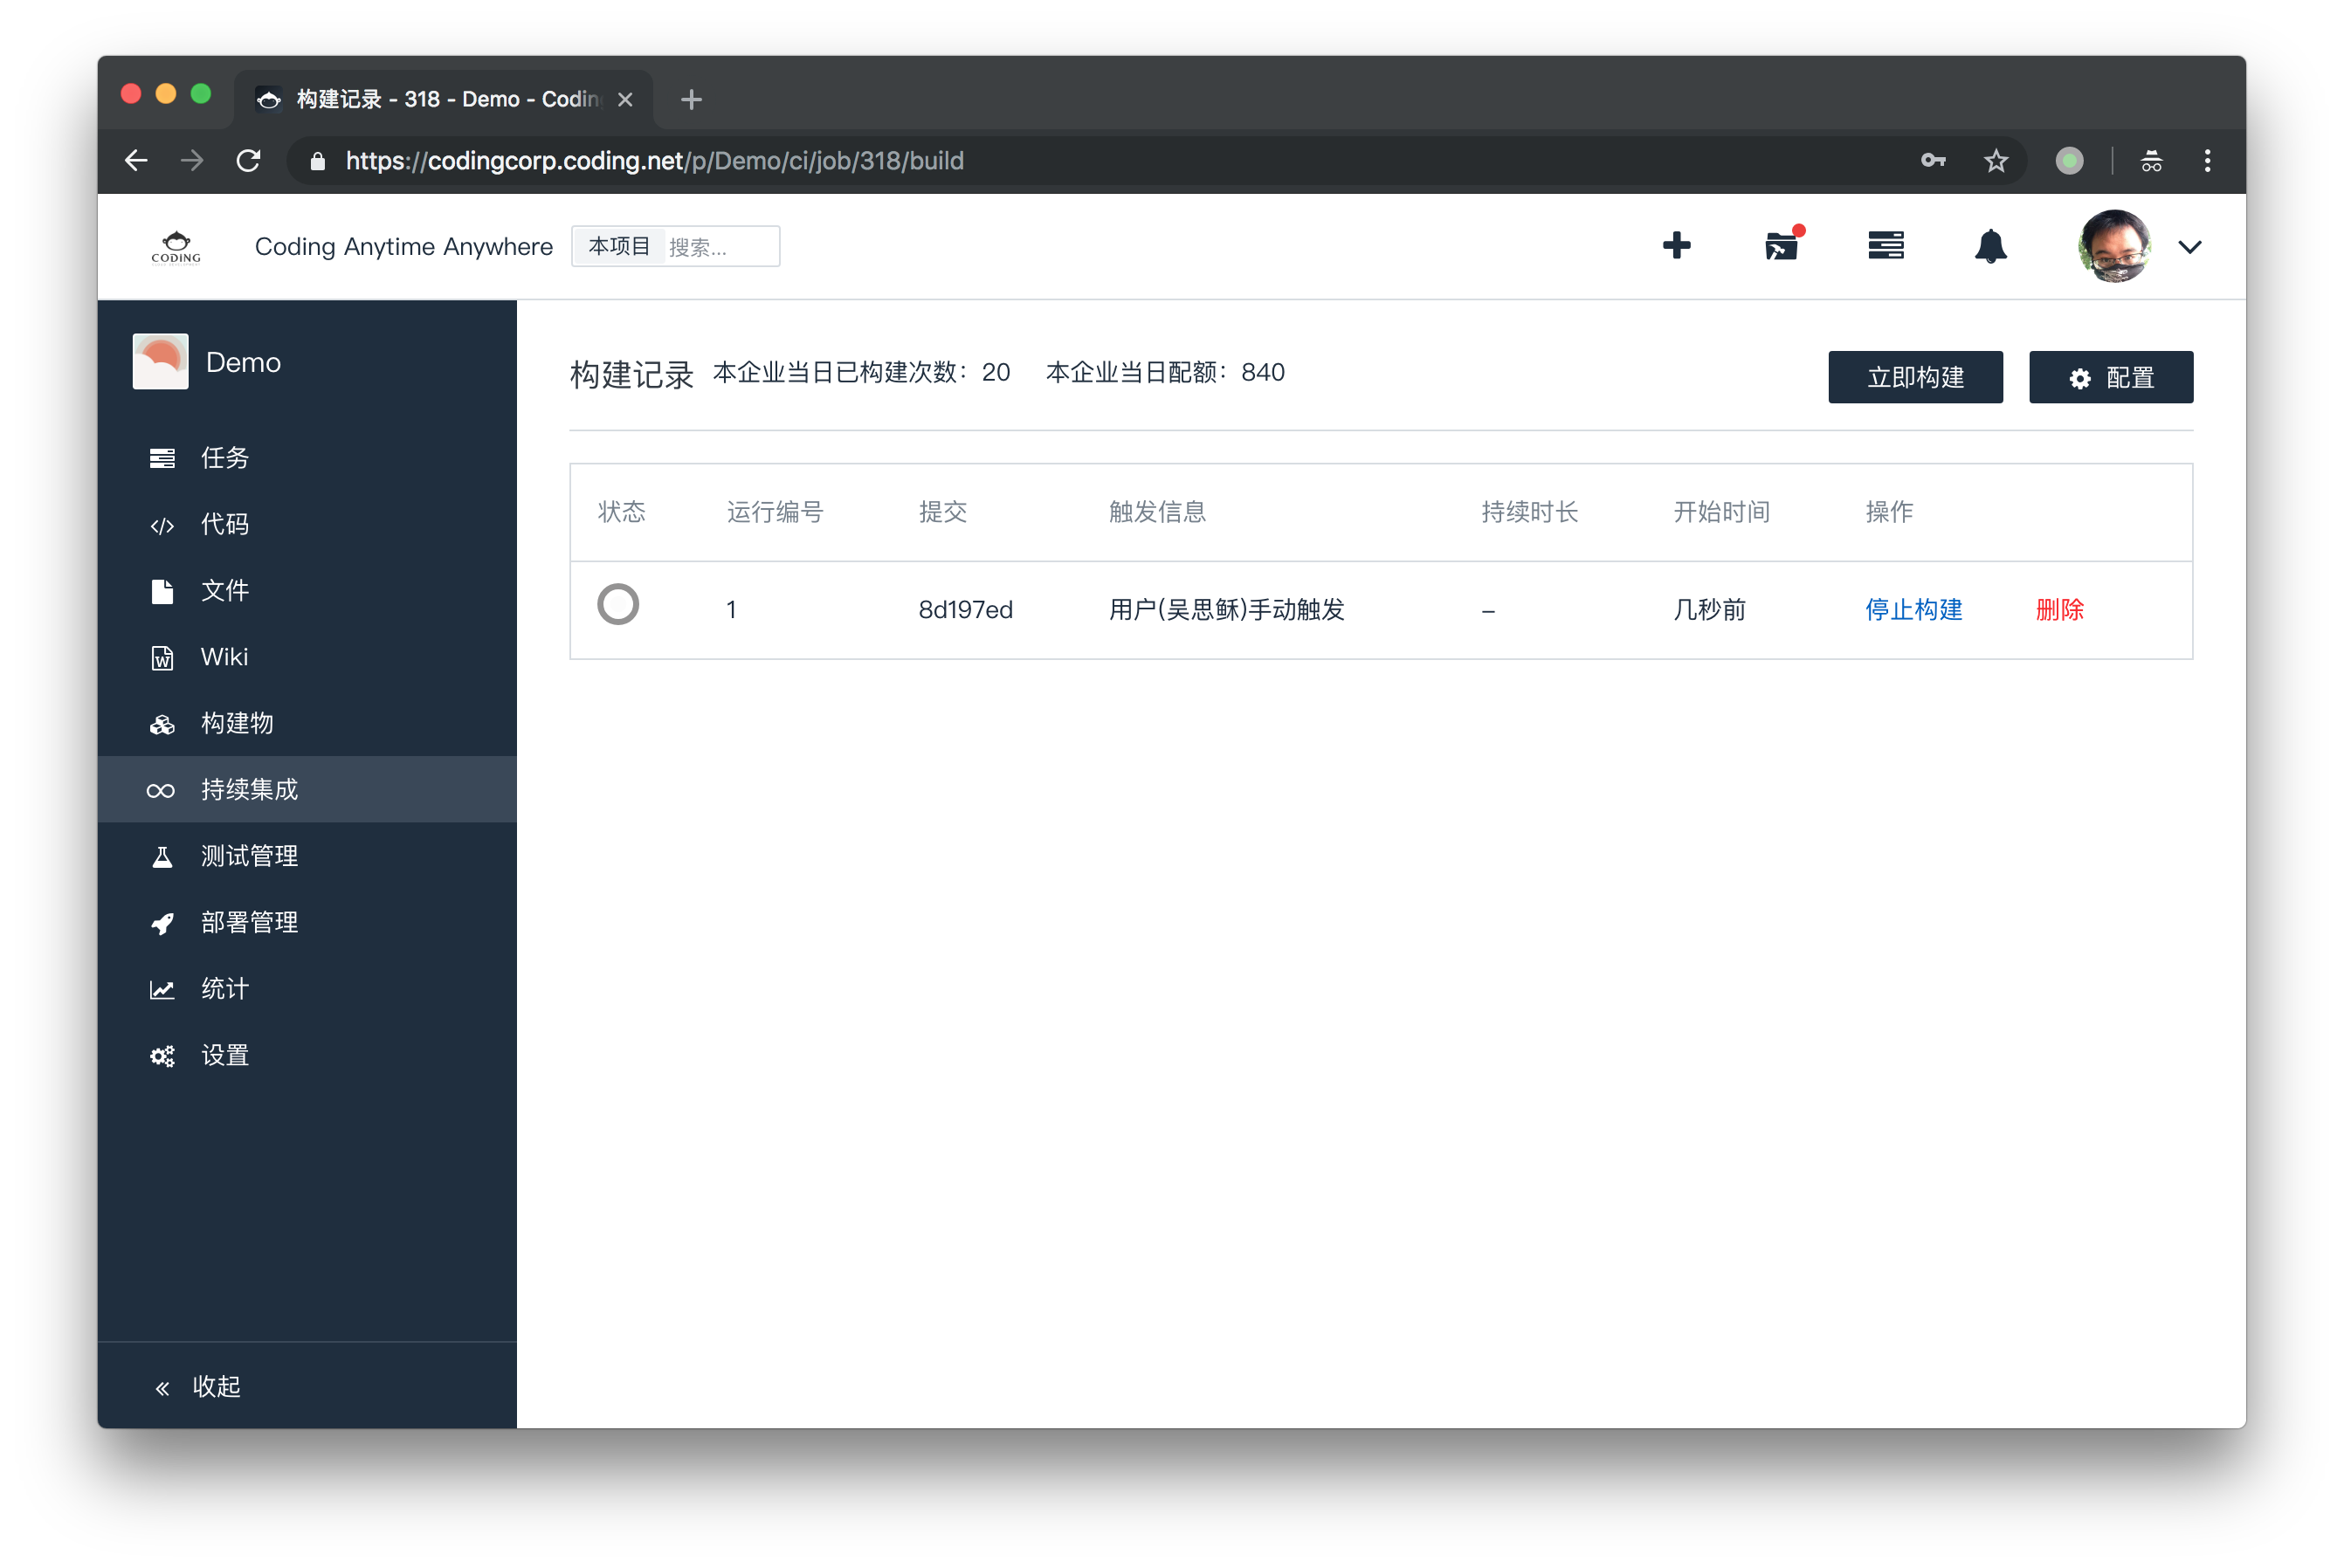 构建记录 - 318 - Demo - Coding
https://codingcorp.coding.net/p/Demo/ci/job/318/build
CODING
Coding Anytime Anywhere 本项目 搜索...
Demo
任务
代码
文件
Wiki
构建物
持续集成
测试管理
部署管理
统计
设置
« 收起
构建记录 本企业当日已构建次数：20 本企业当日配额：840
立即构建 配置
状态 运行编号 提交 触发信息 持续时长 开始时间 操作
1 8d197ed 用户(吴思稣)手动触发 – 几秒前 停止构建 删除